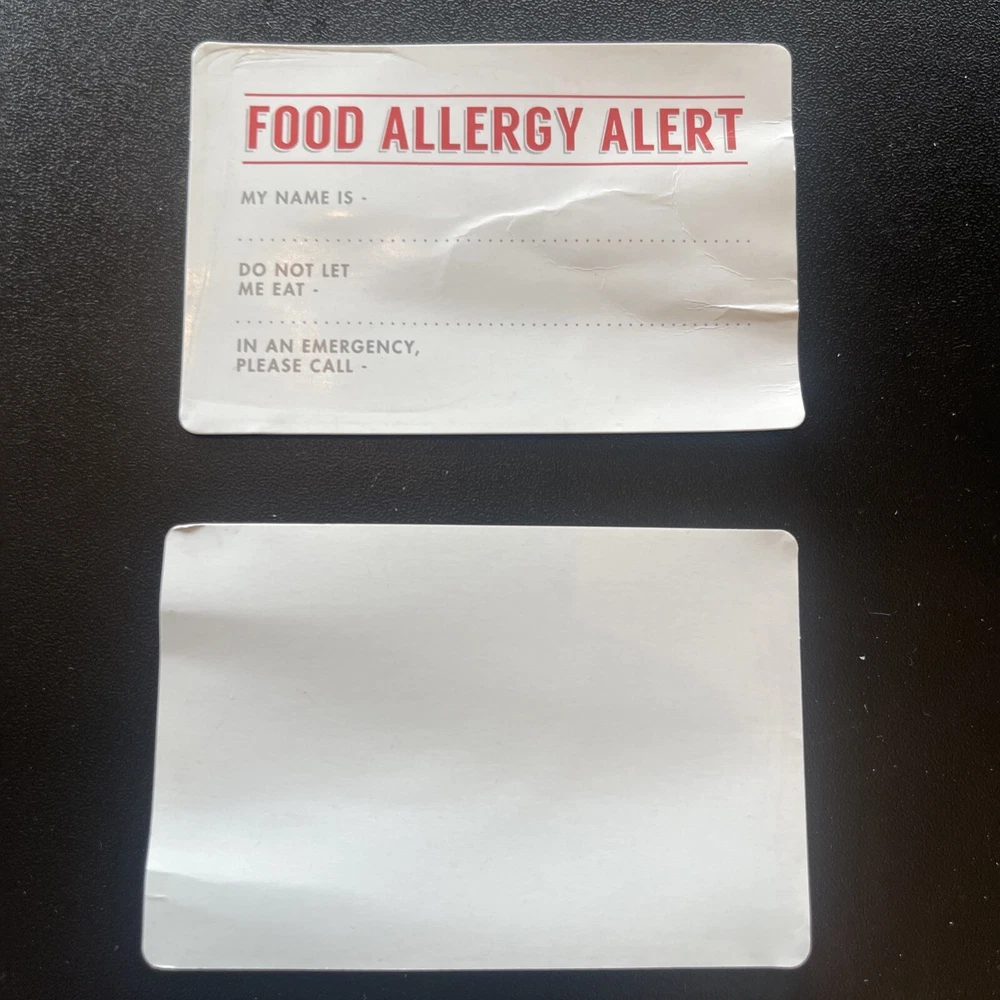 FOOD ALLERGY ALERT
MY NAME IS -
DO NOT LET
ME EAT -
IN AN EMERGENCY,
PLEASE CALL -